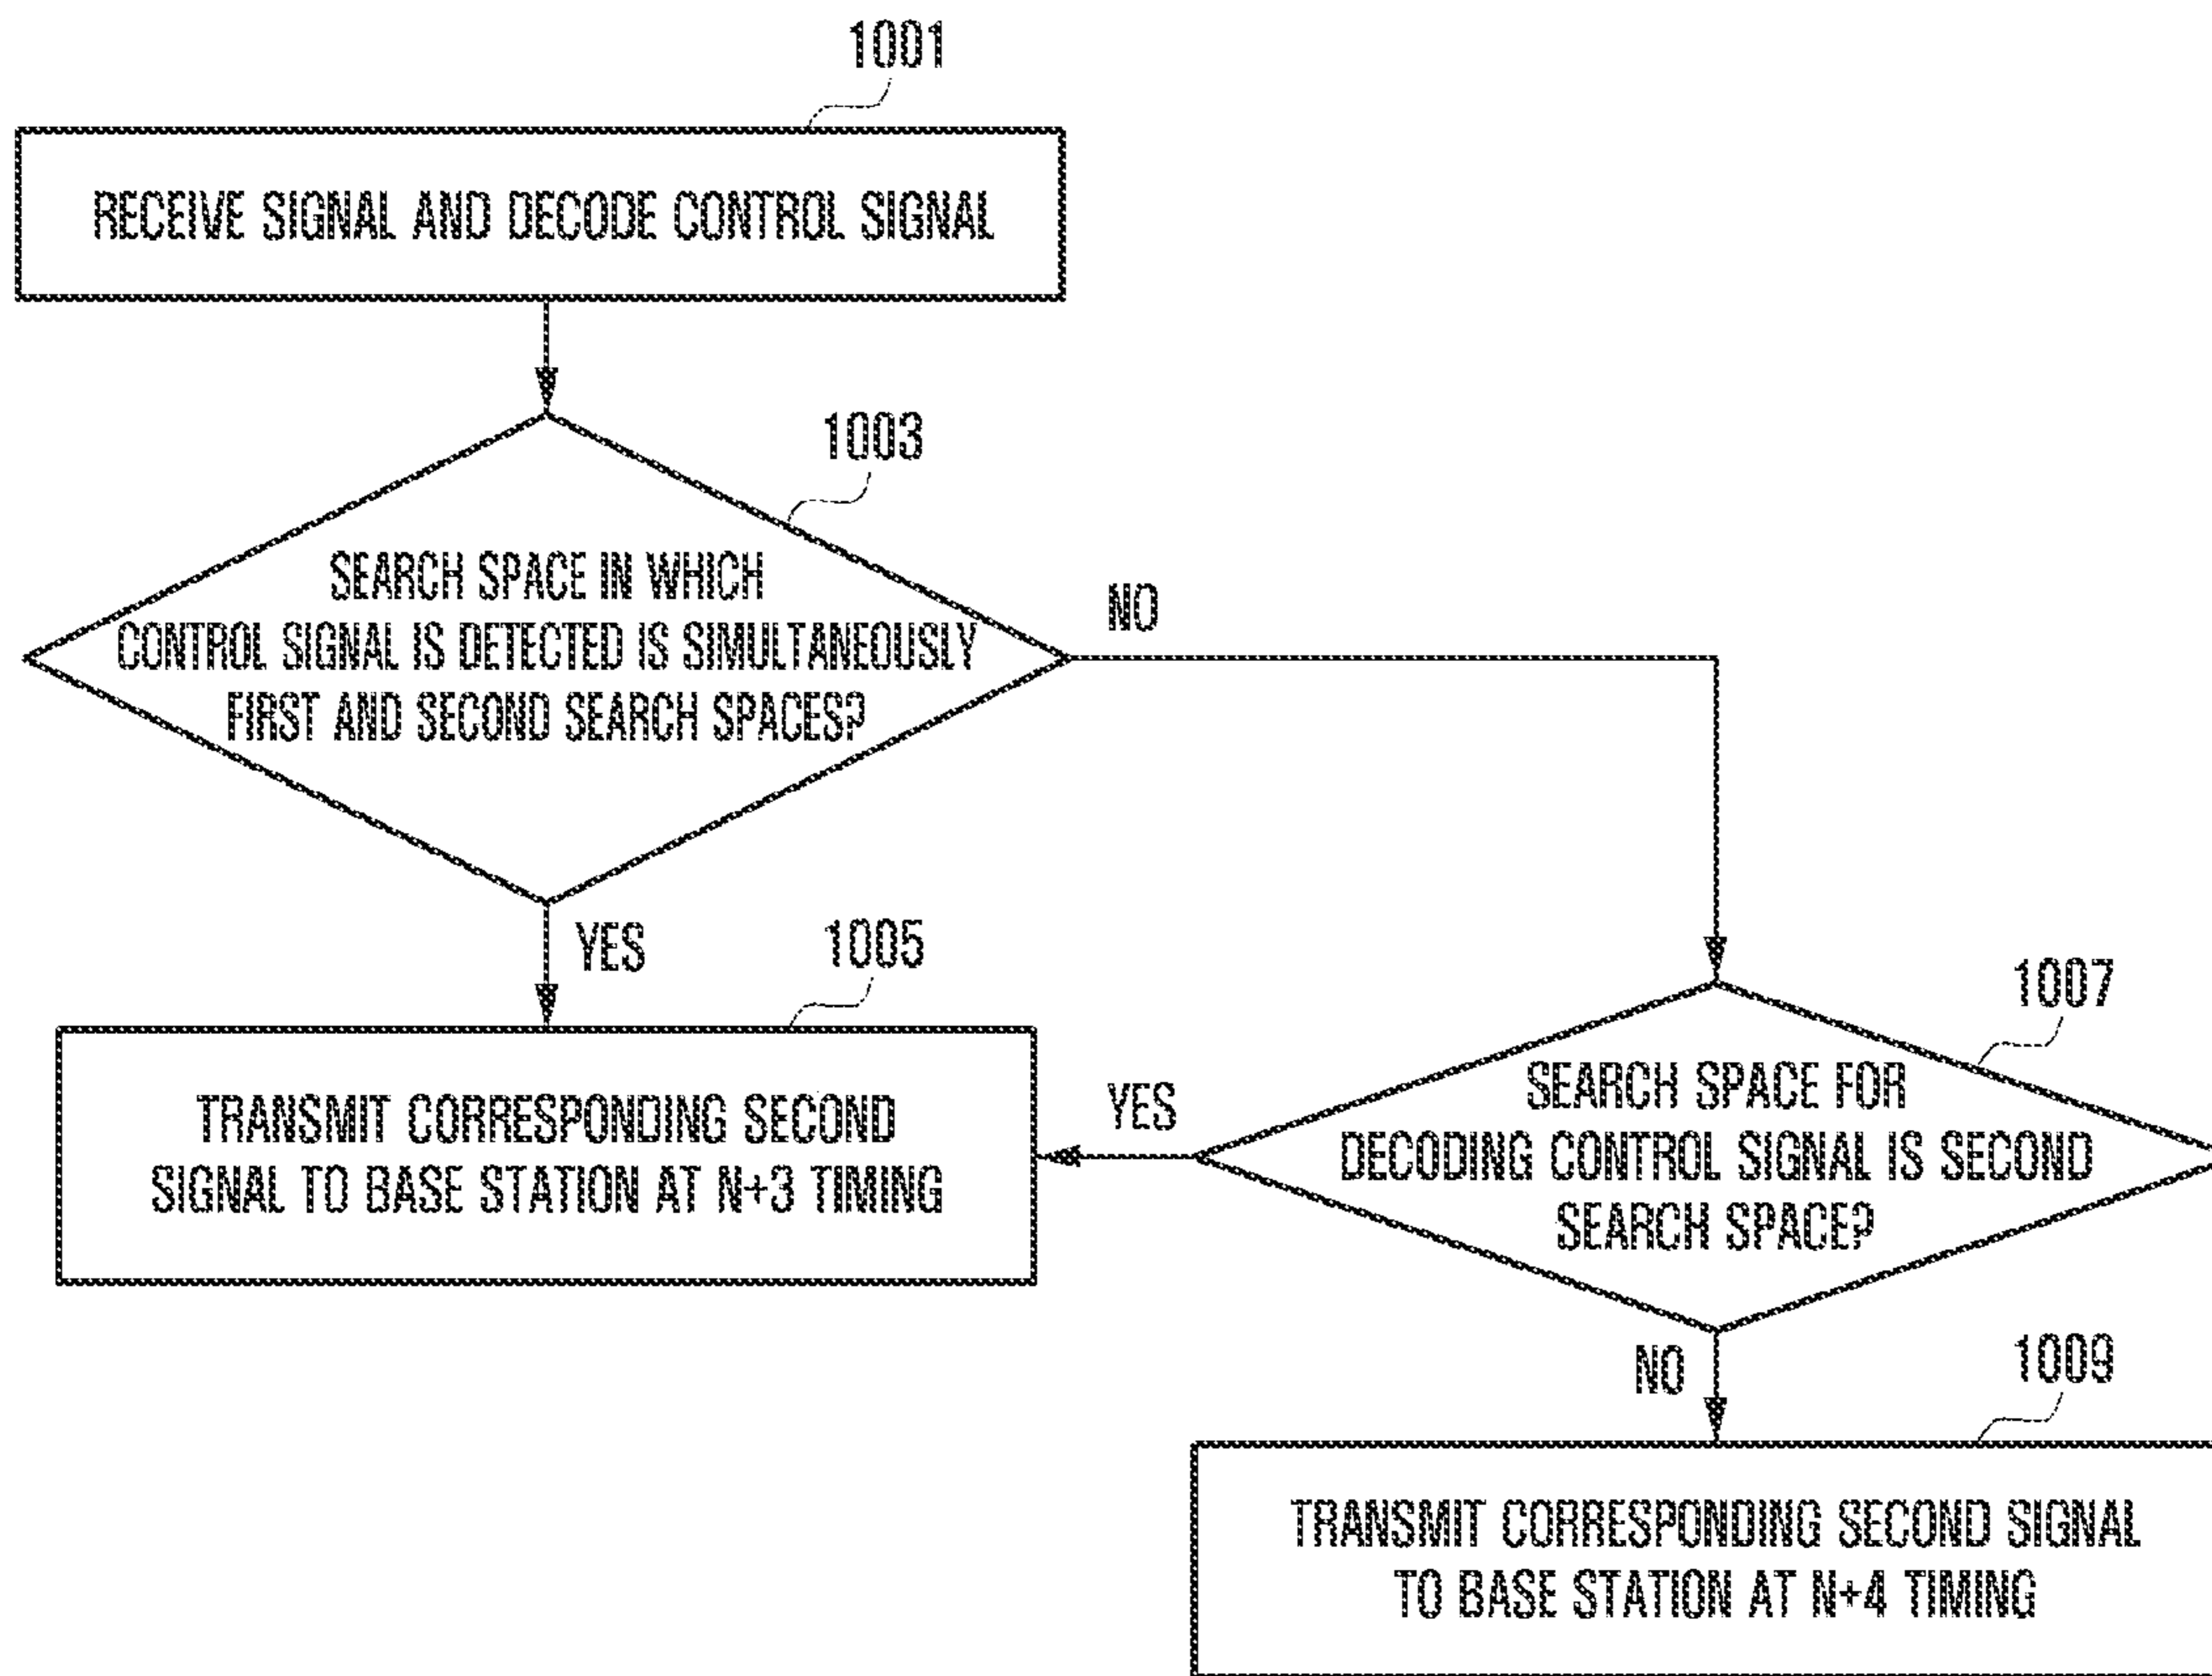 1001
RECEIVE SIGNAL AND DECODE CONTROL SIGNAL
1003
SEARCH SPACE IN WHICH
CONTROL SIGNAL IS DETECTED IS SIMULTANEOUSLY
FIRST AND SECOND SEARCH SPACES?
NO
YES
1005
TRANSMIT CORRESPONDING SECOND
SIGNAL TO BASE STATION AT N+3 TIMING
1007
SEARCH SPACE FOR
DECODING CONTROL SIGNAL IS SECOND
SEARCH SPACE?
YES
NO
1009
TRANSMIT CORRESPONDING SECOND SIGNAL
TO BASE STATION AT N+4 TIMING